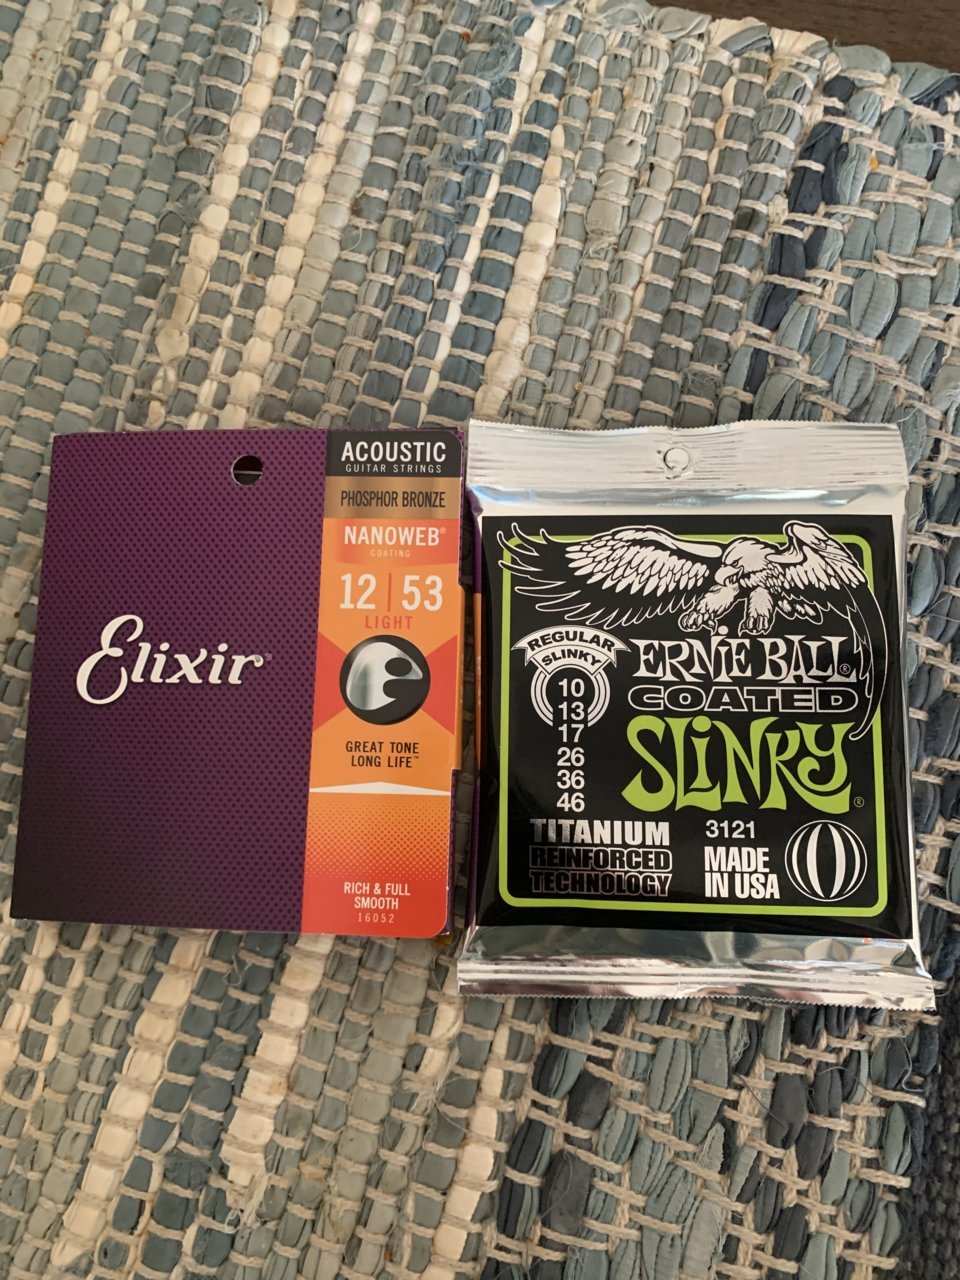 ACOUSTIC
GUITAR STRINGS
PHOSPHOR BRONZE
NANOWEB®
COATING
12 | 53
LIGHT
Elixir
GREAT TONE
LONG LIFE™
RICH & FULL
SMOOTH
16052
REGULAR
SLINKY
10
13
17
26
36
46
ERNIE BALL®
COATED
SLINKY®
TITANIUM
REINFORCED
TECHNOLOGY
3121
MADE
IN USA